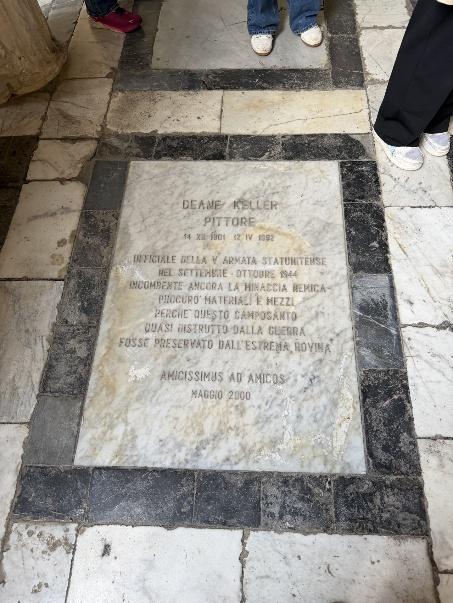 DEANE KELLER
PITTORE
14 XII 1901 12 IV 1992
UFFICIALE DELLA V ARMATA STATUNITENSE
NEL SETTEMBRE - OTTOBRE 1944
INCOMBENTE ANCORA LA MINACCIA NEMICA
PROCURO' MATERIALI E MEZZI
PERCHE' QUESTO CAMPOSANTO
QUASI DISTRUTTO DALLA GUERRA
FOSSE PRESERVATO DALL'ESTREMA ROVINA
AMICISSIMUS AD AMICOS
MAGGIO 2000